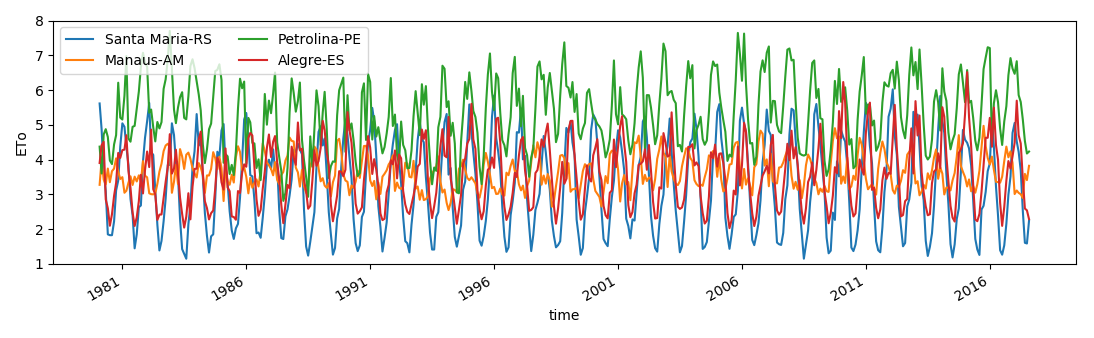 Santa Maria-RS
Manaus-AM
Petrolina-PE
Alegre-ES
ETo
8
7
6
5
4
3
2
1
1981
1986
1991
1996
2001
2006
2011
2016
time